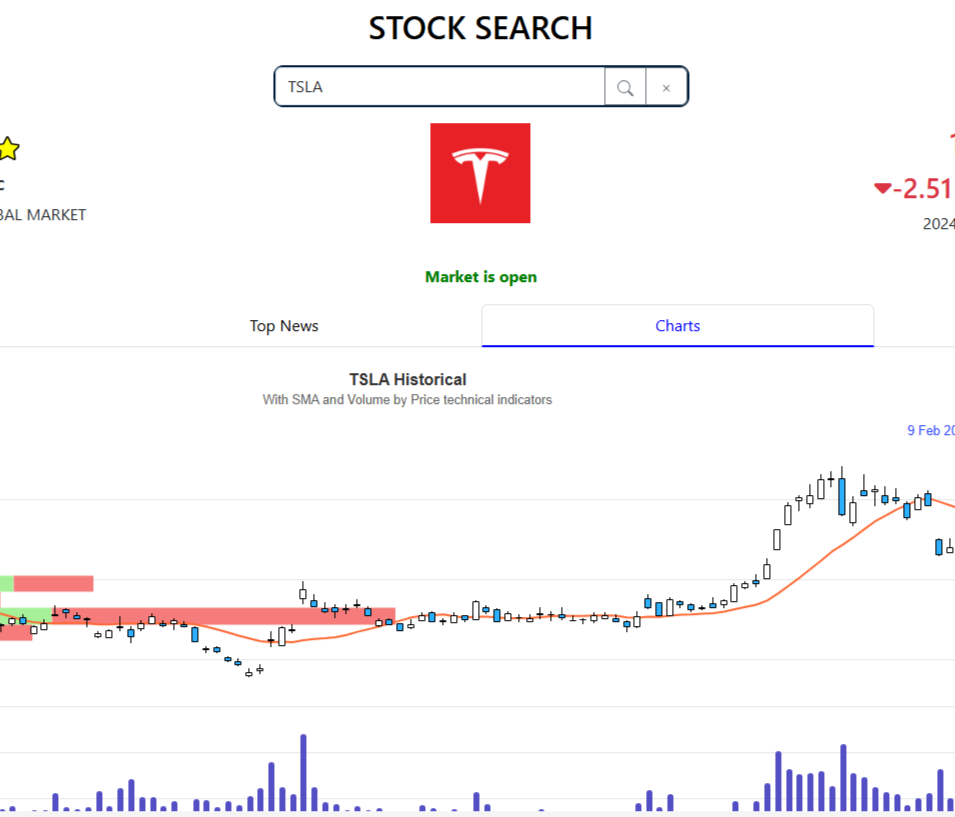 STOCK SEARCH
TSLA
-2.51
BAL MARKET
2024
Market is open
Top News
Charts
TSLA Historical
With SMA and Volume by Price technical indicators
9 Feb 20